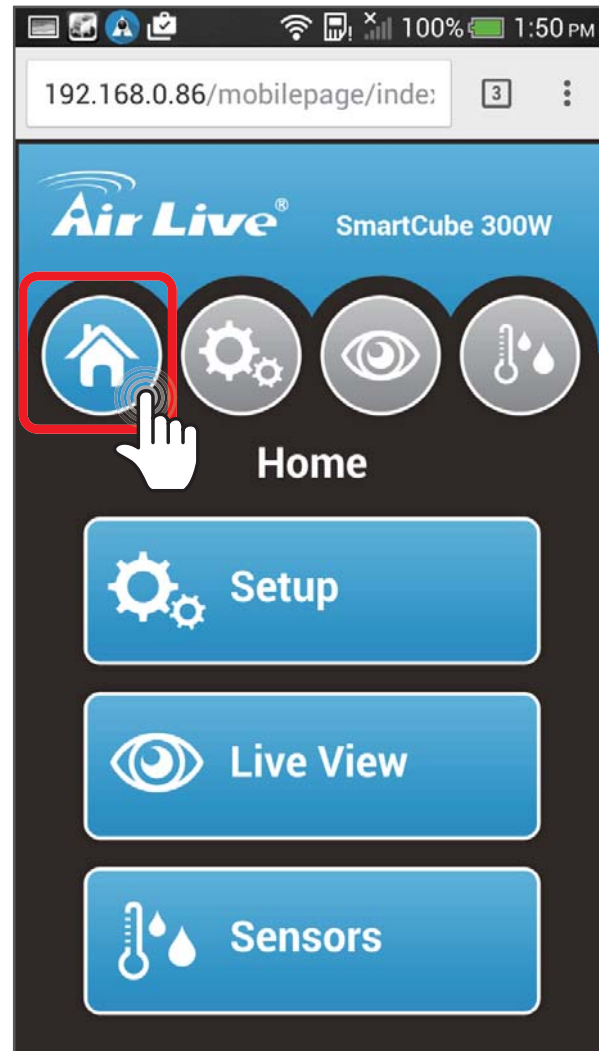 100% 1:50 PM
192.168.0.86/mobilepage/index
3
Air Live® SmartCube 300W
Home
Setup
Live View
Sensors